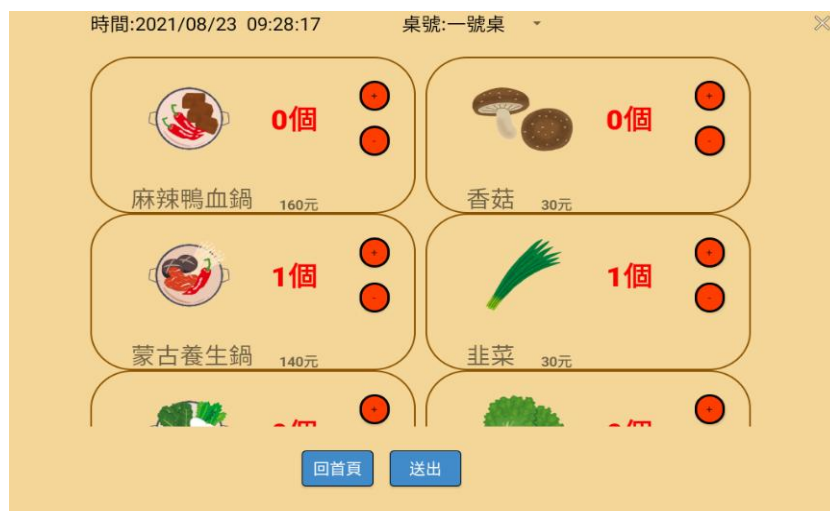 時間:2021/08/23 09:28:17 桌號:一號桌
0個 + 0個 +
- -
麻辣鴨血鍋 160元 香菇 30元
1個 + 1個 +
- -
蒙古養生鍋 140元 韭菜 30元
+ +
回首頁 送出